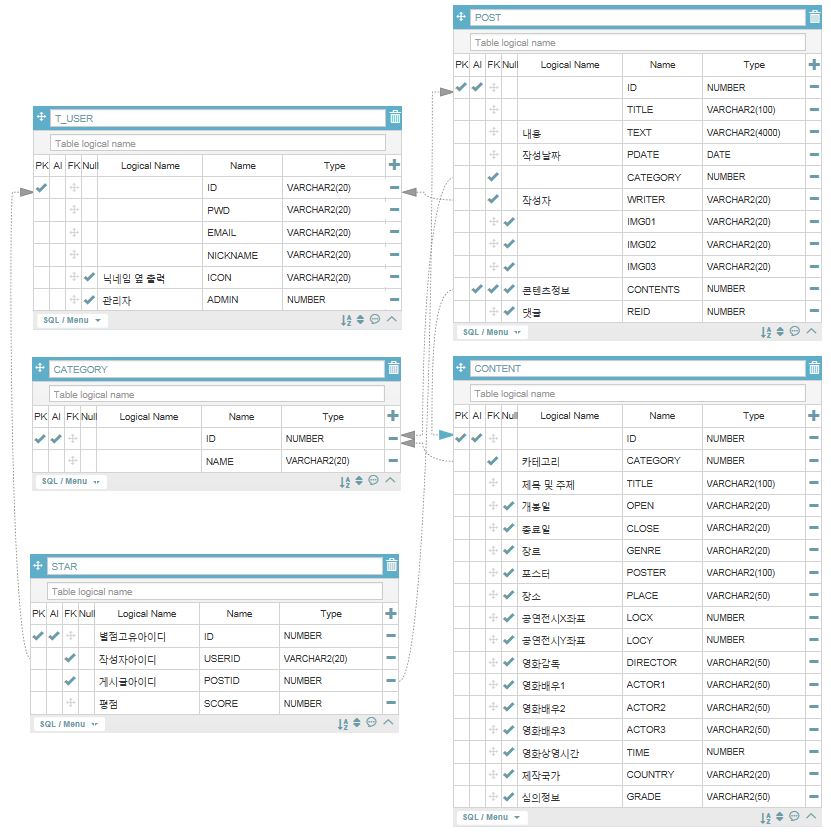 T_USER
Table logical name
PK AI FK Null Logical Name Name Type
ID VARCHAR2(20)
PWD VARCHAR2(20)
EMAIL VARCHAR2(20)
NICKNAME VARCHAR2(20)
닉네임 옆 출력 ICON VARCHAR2(20)
관리자 ADMIN NUMBER
SQL / Menu
CATEGORY
Table logical name
PK AI FK Null Logical Name Name Type
ID NUMBER
NAME VARCHAR2(20)
SQL / Menu
STAR
Table logical name
PK AI FK Null Logical Name Name Type
별점고유아이디 ID NUMBER
작성자아이디 USERID VARCHAR2(20)
게시글아이디 POSTID NUMBER
평점 SCORE NUMBER
SQL / Menu
POST
Table logical name
PK AI FK Null Logical Name Name Type
ID NUMBER
TITLE VARCHAR2(100)
내용 TEXT VARCHAR2(4000)
작성날짜 PDATE DATE
CATEGORY NUMBER
작성자 WRITER VARCHAR2(20)
IMG01 VARCHAR2(20)
IMG02 VARCHAR2(20)
IMG03 VARCHAR2(20)
콘텐츠정보 CONTENTS NUMBER
댓글 REID NUMBER
SQL / Menu
CONTENT
Table logical name
PK AI FK Null Logical Name Name Type
ID NUMBER
카테고리 CATEGORY NUMBER
제목 및 주제 TITLE VARCHAR2(100)
개봉일 OPEN VARCHAR2(20)
종료일 CLOSE VARCHAR2(20)
장르 GENRE VARCHAR2(20)
포스터 POSTER VARCHAR2(100)
장소 PLACE VARCHAR2(50)
공연전시X좌표 LOCX NUMBER
공연전시Y좌표 LOCY NUMBER
영화감독 DIRECTOR VARCHAR2(50)
영화배우1 ACTOR1 VARCHAR2(50)
영화배우2 ACTOR2 VARCHAR2(50)
영화배우3 ACTOR3 VARCHAR2(50)
영화상영시간 TIME NUMBER
제작국가 COUNTRY VARCHAR2(20)
심의정보 GRADE VARCHAR2(50)
SQL / Menu